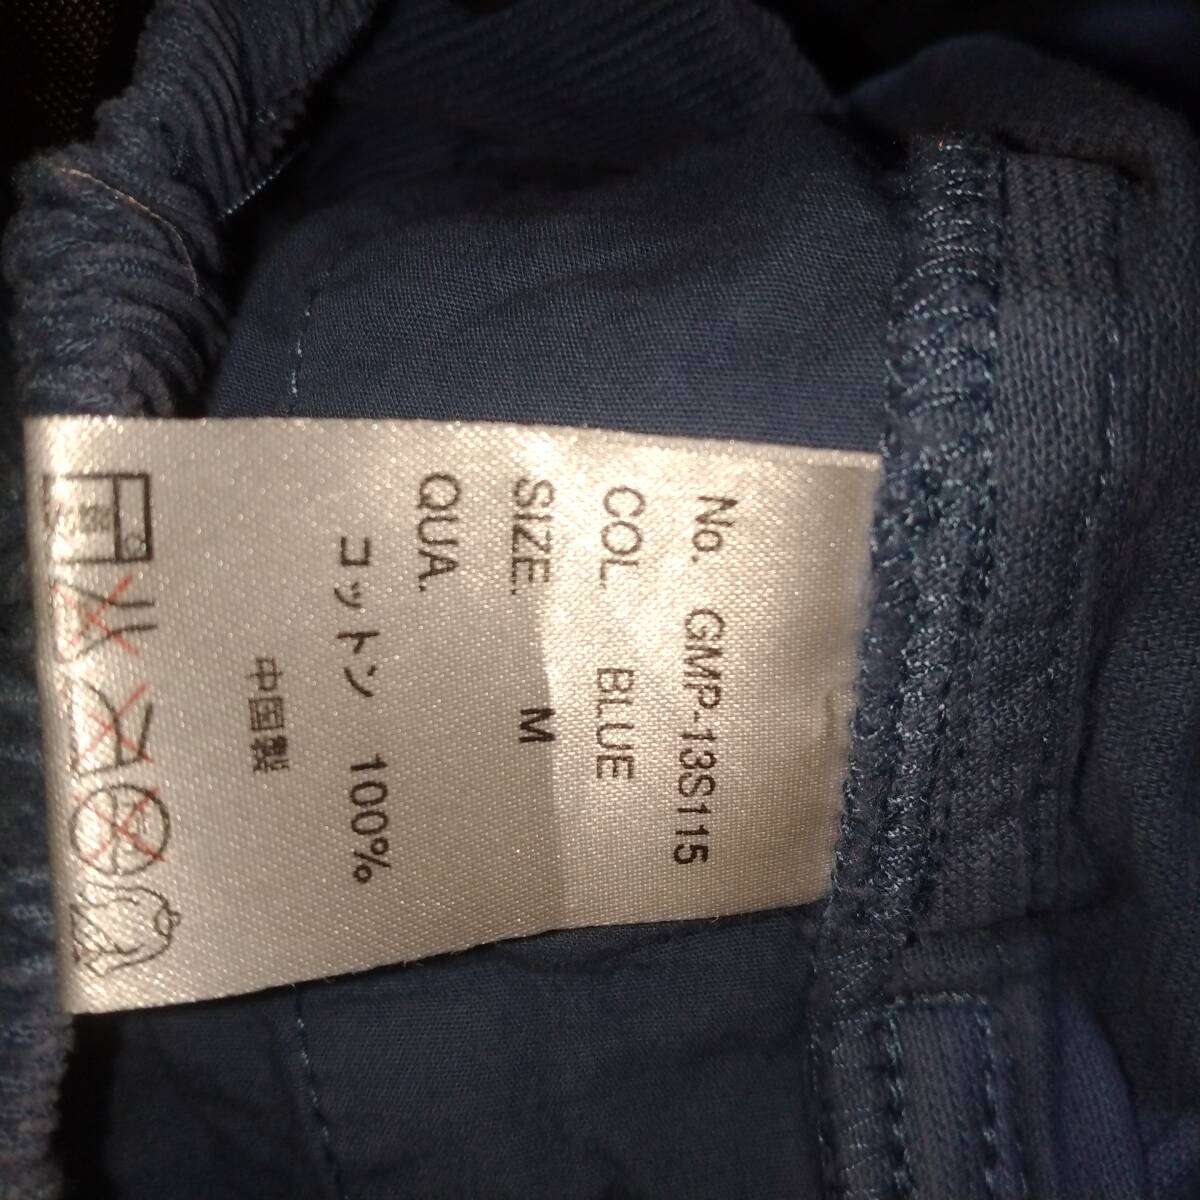 No. GMP-13S115
COL BLUE
SIZE. M
QUA.
コットン 100%
中国製